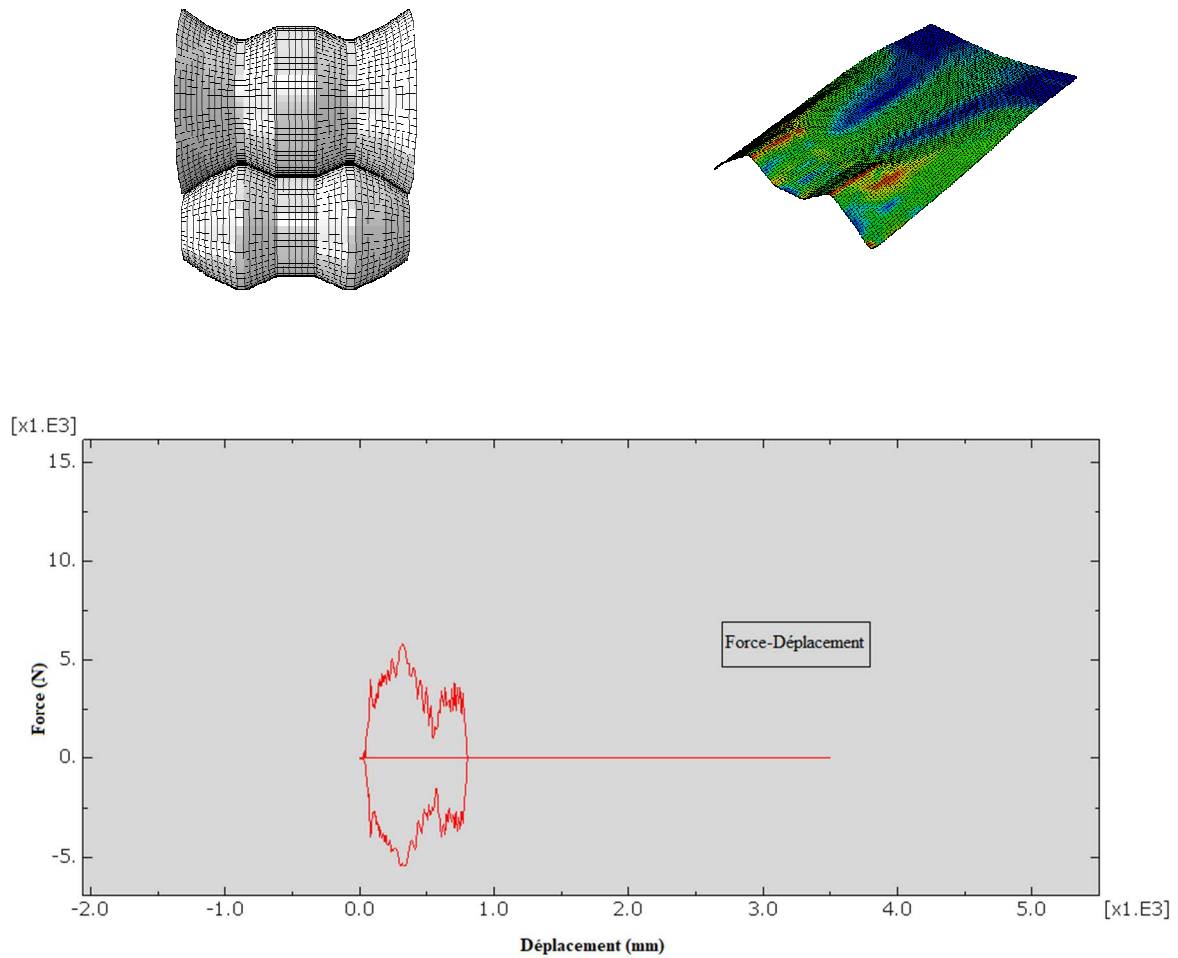 [x1.E3]
15.
10.
5.
0.
-5.
Force (N)
Force-Déplacement
-2.0 -1.0 0.0 1.0 2.0 3.0 4.0 5.0 [x1.E3]
Déplacement (mm)